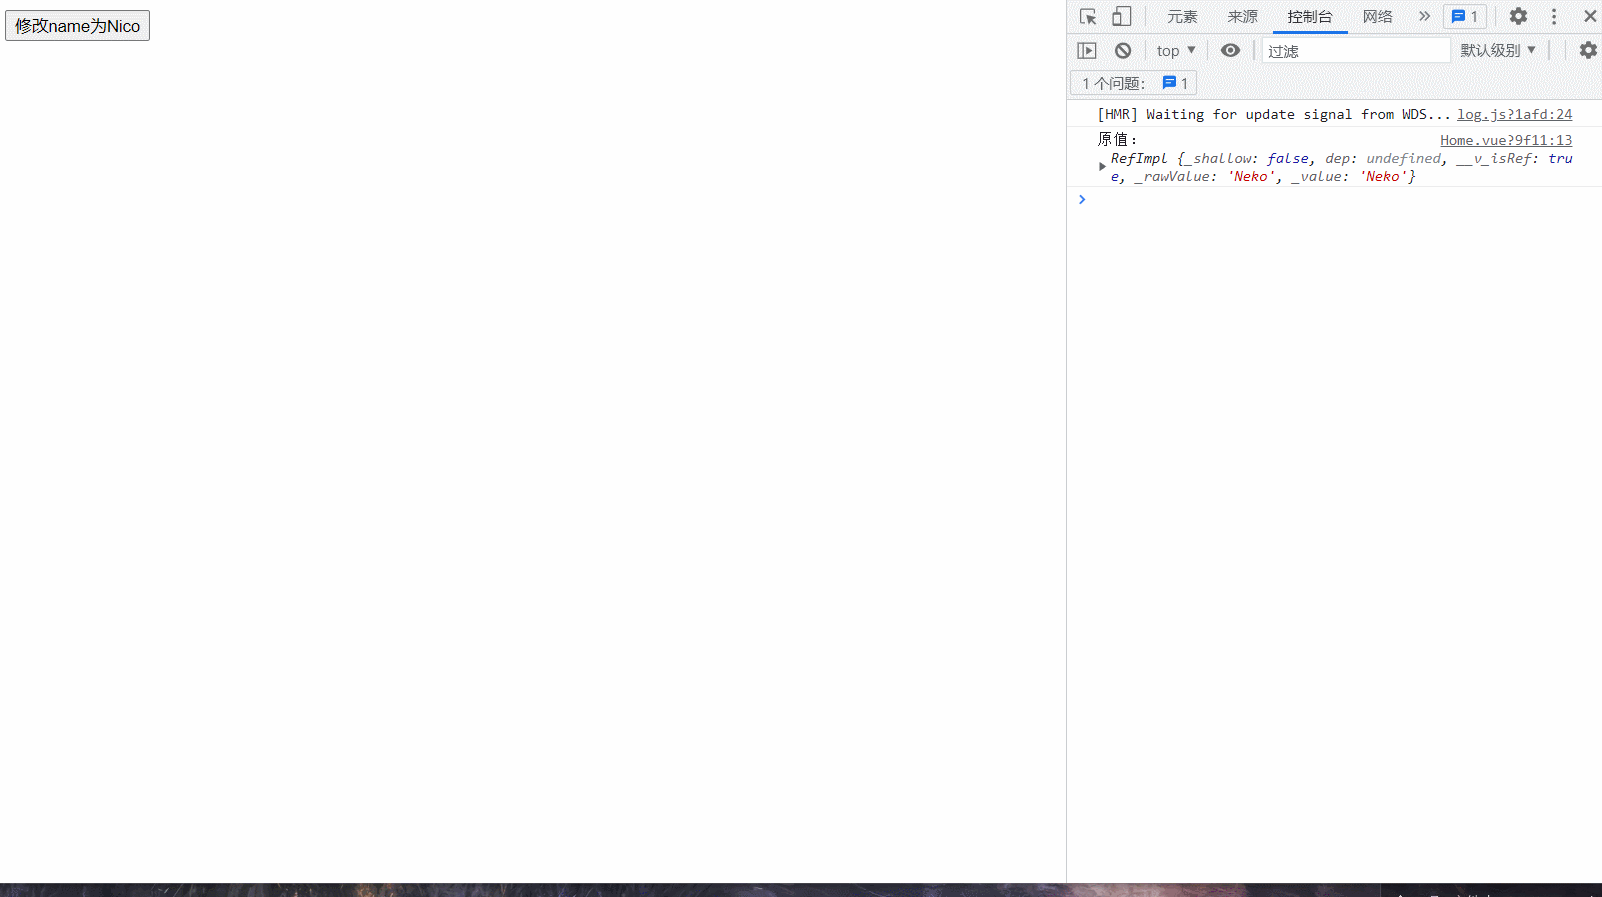 修改name为Nico
元素 来源 控制台 网络 » 1
top ▼ 过滤 默认级别 ▼
1 个问题： 1
[HMR] Waiting for update signal from WDS... log.js?1afd:24
原值： Home.vue?9f11:13
RefImpl {_shallow: false, dep: undefined, __v_isRef: tru
e, _rawValue: 'Neko', _value: 'Neko'}